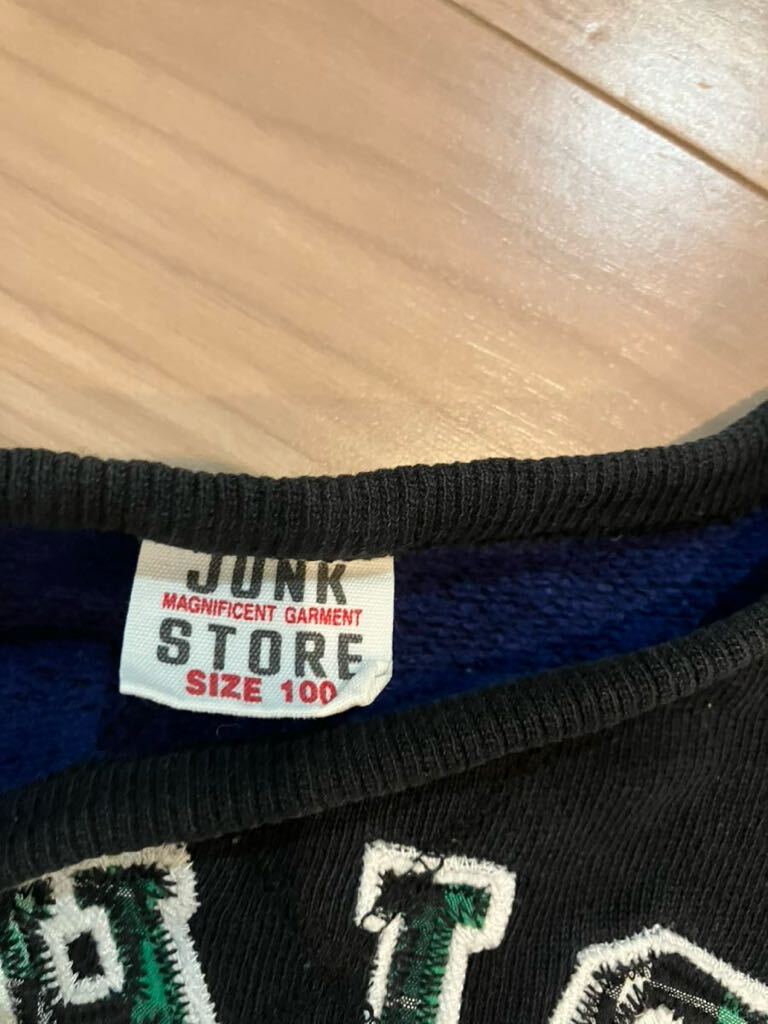 JUNK
MAGNIFICENT GARMENT
STORE
SIZE 100